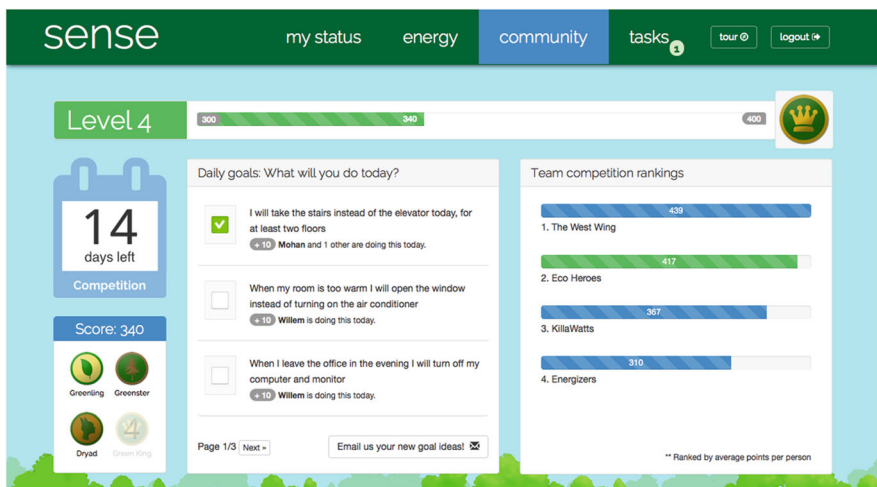 sense
my status
energy
community
tasks
1
tour
logout
Level 4
300
340
400
14
days left
Competition
Score: 340
Greenling
Greenster
Dryad
4
Green King
Daily goals: What will you do today?
I will take the stairs instead of the elevator today, for
at least two floors
+ 10 Mohan and 1 other are doing this today.
When my room is too warm I will open the window
instead of turning on the air conditioner
+ 10 Willem is doing this today.
When I leave the office in the evening I will turn off my
computer and monitor
+ 10 Willem is doing this today.
Page 1/3 Next »
Email us your new goal ideas!
Team competition rankings
439
1. The West Wing
417
2. Eco Heroes
367
3. KillaWatts
310
4. Energizers
** Ranked by average points per person